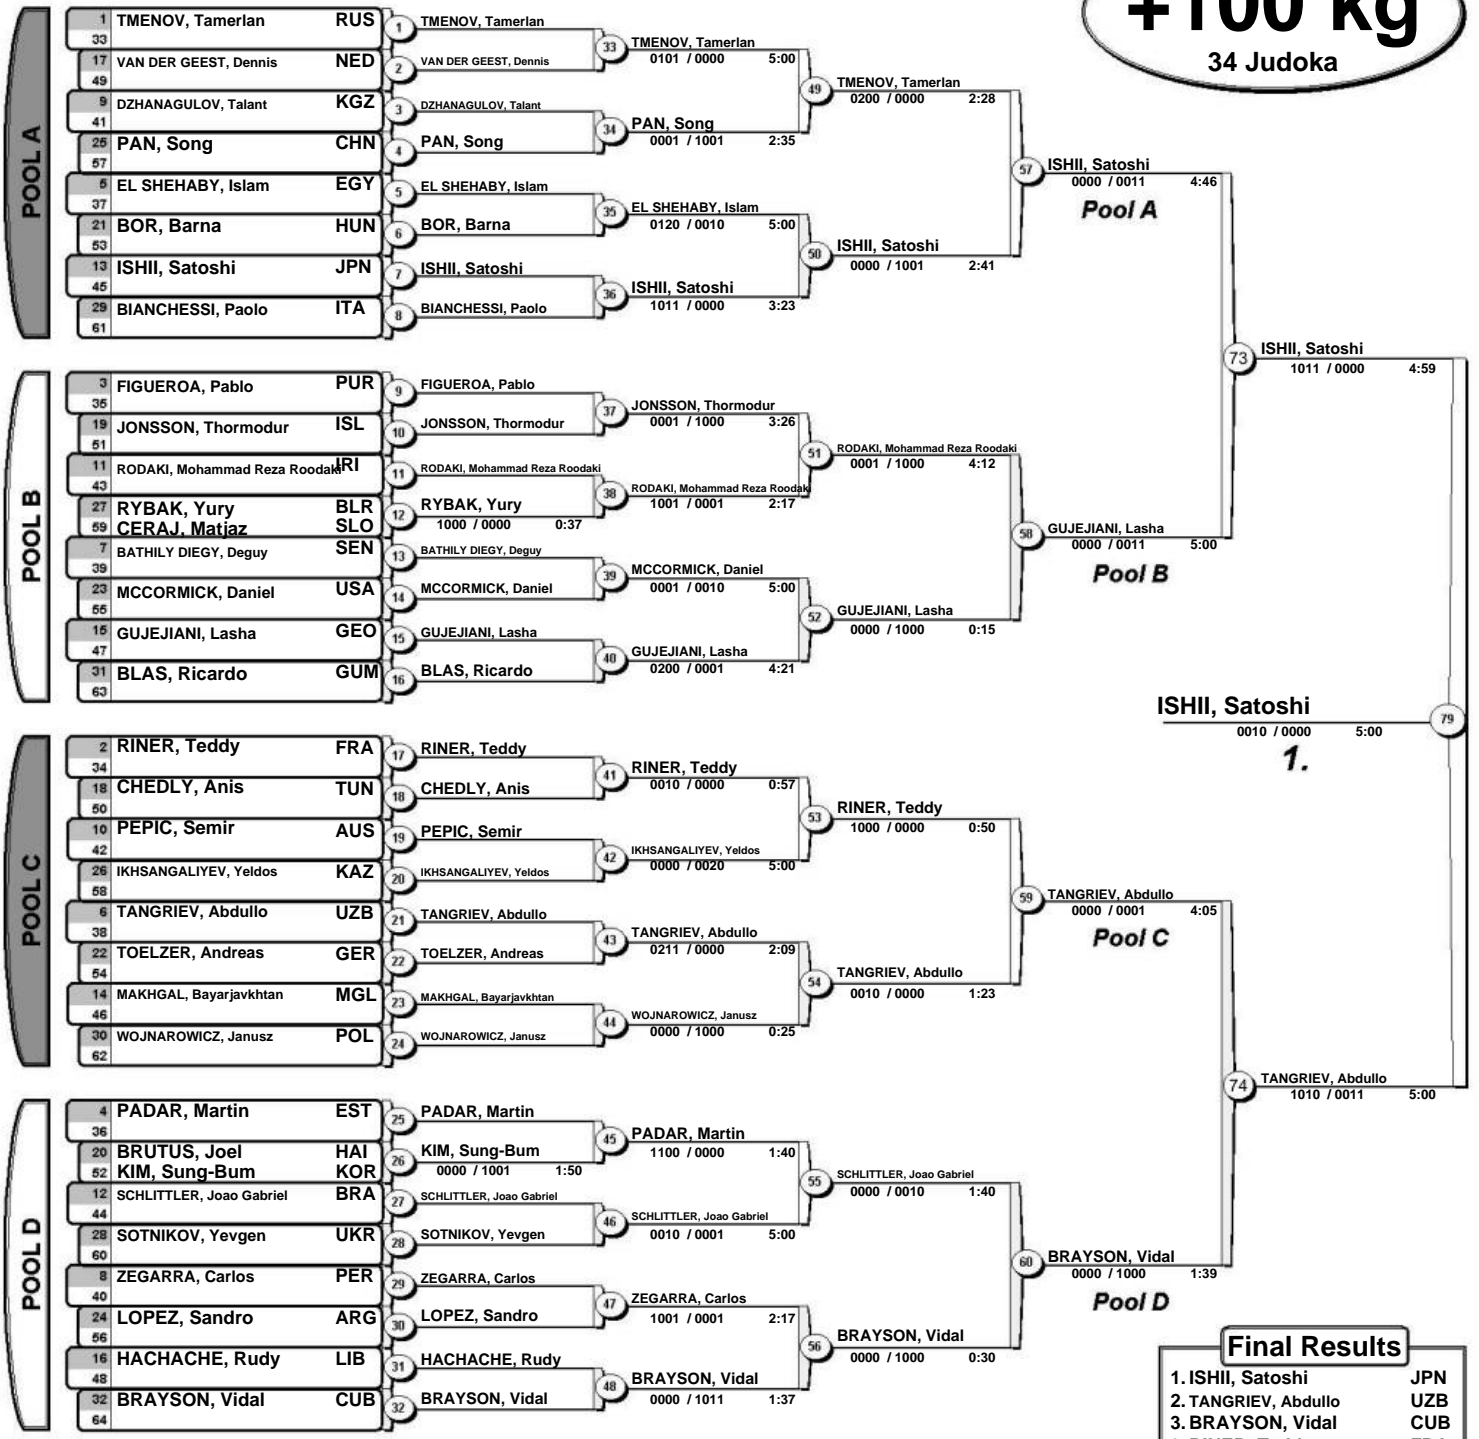 +100 kg
34 Judoka
POOL A
1 TMENOV, Tamerlan RUS
33
17 VAN DER GEEST, Dennis NED
49
9 DZHANAGULOV, Talant KGZ
41
25 PAN, Song CHN
57
5 EL SHEHABY, Islam EGY
37
21 BOR, Barna HUN
53
13 ISHII, Satoshi JPN
45
29 BIANCHESSI, Paolo ITA
61
1 TMENOV, Tamerlan
2 VAN DER GEEST, Dennis
3 DZHANAGULOV, Talant
4 PAN, Song
5 EL SHEHABY, Islam
6 BOR, Barna
7 ISHII, Satoshi
8 BIANCHESSI, Paolo
33 TMENOV, Tamerlan
0101 / 0000 5:00
34 PAN, Song
0001 / 1001 2:35
35 EL SHEHABY, Islam
0120 / 0010 5:00
36 ISHII, Satoshi
1011 / 0000 3:23
49 TMENOV, Tamerlan
0200 / 0000 2:28
50 ISHII, Satoshi
0000 / 1001 2:41
57 ISHII, Satoshi
0000 / 0011 4:46
Pool A
POOL B
3 FIGUEROA, Pablo PUR
35
19 JONSSON, Thormodur ISL
51
11 RODAKI, Mohammad Reza Roodaki IRI
43
27 RYBAK, Yury BLR
59 CERAJ, Matjaz SLO
7 BATHILY DIEGY, Deguy SEN
39
23 MCCORMICK, Daniel USA
55
15 GUJEJIANI, Lasha GEO
47
31 BLAS, Ricardo GUM
63
9 FIGUEROA, Pablo
10 JONSSON, Thormodur
11 RODAKI, Mohammad Reza Roodaki
12 RYBAK, Yury
1000 / 0000 0:37
13 BATHILY DIEGY, Deguy
14 MCCORMICK, Daniel
15 GUJEJIANI, Lasha
16 BLAS, Ricardo
37 JONSSON, Thormodur
0001 / 1000 3:26
38 RODAKI, Mohammad Reza Roodaki
1001 / 0001 2:17
39 MCCORMICK, Daniel
0001 / 0010 5:00
40 GUJEJIANI, Lasha
0200 / 0001 4:21
51 RODAKI, Mohammad Reza Roodaki
0001 / 1000 4:12
52 GUJEJIANI, Lasha
0000 / 1000 0:15
58 GUJEJIANI, Lasha
0000 / 0011 5:00
Pool B
73 ISHII, Satoshi
1011 / 0000 4:59
ISHII, Satoshi 79
0010 / 0000 5:00
1.
POOL C
2 RINER, Teddy FRA
34
18 CHEDLY, Anis TUN
50
10 PEPIC, Semir AUS
42
26 IKHSANGALIYEV, Yeldos KAZ
58
6 TANGRIEV, Abdullo UZB
38
22 TOELZER, Andreas GER
54
14 MAKHGAL, Bayarjavkhtan MGL
46
30 WOJNAROWICZ, Janusz POL
62
17 RINER, Teddy
18 CHEDLY, Anis
19 PEPIC, Semir
20 IKHSANGALIYEV, Yeldos
21 TANGRIEV, Abdullo
22 TOELZER, Andreas
23 MAKHGAL, Bayarjavkhtan
24 WOJNAROWICZ, Janusz
41 RINER, Teddy
0010 / 0000 0:57
42 IKHSANGALIYEV, Yeldos
0000 / 0020 5:00
43 TANGRIEV, Abdullo
0211 / 0000 2:09
44 WOJNAROWICZ, Janusz
0000 / 1000 0:25
53 RINER, Teddy
1000 / 0000 0:50
54 TANGRIEV, Abdullo
0010 / 0000 1:23
59 TANGRIEV, Abdullo
0000 / 0001 4:05
Pool C
74 TANGRIEV, Abdullo
1010 / 0011 5:00
POOL D
4 PADAR, Martin EST
36
20 BRUTUS, Joel HAI
52 KIM, Sung-Bum KOR
12 SCHLITTLER, Joao Gabriel BRA
44
28 SOTNIKOV, Yevgen UKR
60
8 ZEGARRA, Carlos PER
40
24 LOPEZ, Sandro ARG
56
16 HACHACHE, Rudy LIB
48
32 BRAYSON, Vidal CUB
64
25 PADAR, Martin
26 KIM, Sung-Bum
0000 / 1001 1:50
27 SCHLITTLER, Joao Gabriel
28 SOTNIKOV, Yevgen
29 ZEGARRA, Carlos
30 LOPEZ, Sandro
31 HACHACHE, Rudy
32 BRAYSON, Vidal
45 PADAR, Martin
1100 / 0000 1:40
46 SCHLITTLER, Joao Gabriel
0010 / 0001 5:00
47 ZEGARRA, Carlos
1001 / 0001 2:17
48 BRAYSON, Vidal
0000 / 1011 1:37
55 SCHLITTLER, Joao Gabriel
0000 / 0010 1:40
56 BRAYSON, Vidal
0000 / 1000 0:30
60 BRAYSON, Vidal
0000 / 1000 1:39
Pool D
Final Results
1. ISHII, Satoshi JPN
2. TANGRIEV, Abdullo UZB
3. BRAYSON, Vidal CUB